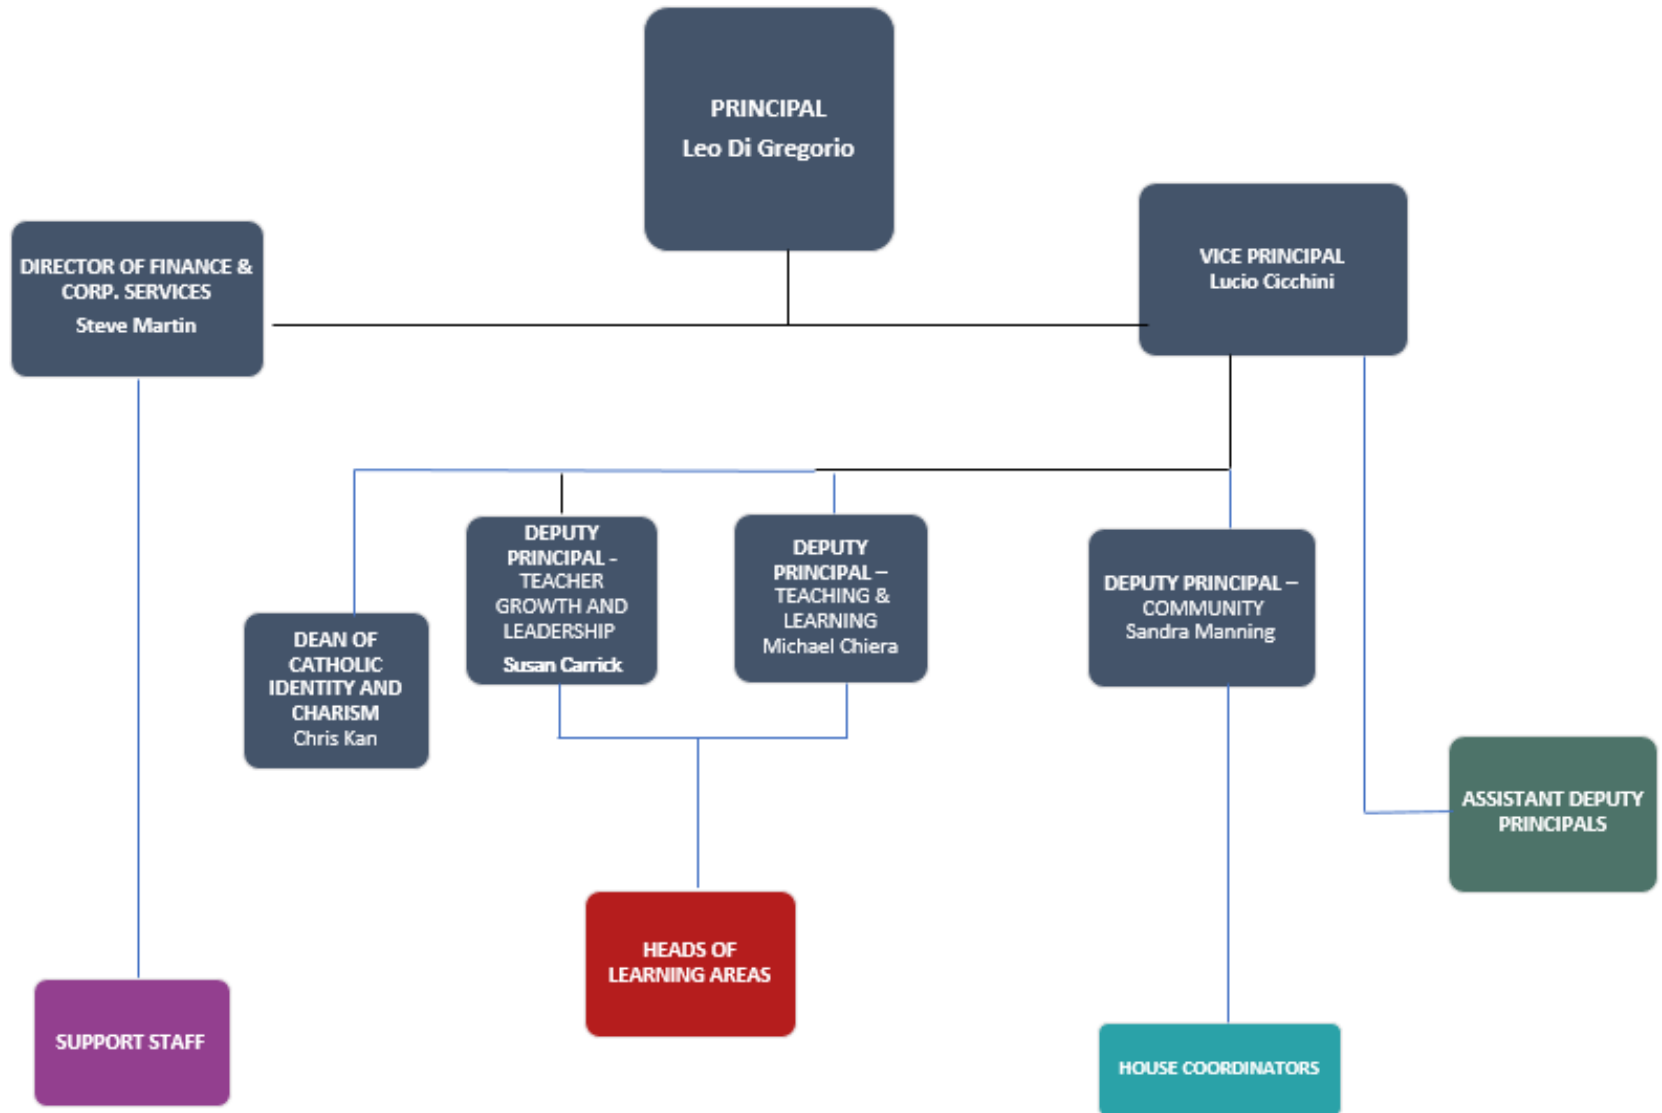 PRINCIPAL
Leo Di Gregorio
VICE PRINCIPAL
Lucio Cicchini
DIRECTOR OF FINANCE &
CORP. SERVICES
Steve Martin
DEAN OF
CATHOLIC
IDENTITY AND
CHARISM
Chris Kan
DEPUTY
PRINCIPAL -
TEACHER
GROWTH AND
LEADERSHIP
Susan Carrick
DEPUTY
PRINCIPAL –
TEACHING &
LEARNING
Michael Chiera
DEPUTY PRINCIPAL –
COMMUNITY
Sandra Manning
ASSISTANT DEPUTY
PRINCIPALS
HEADS OF
LEARNING AREAS
SUPPORT STAFF
HOUSE COORDINATORS